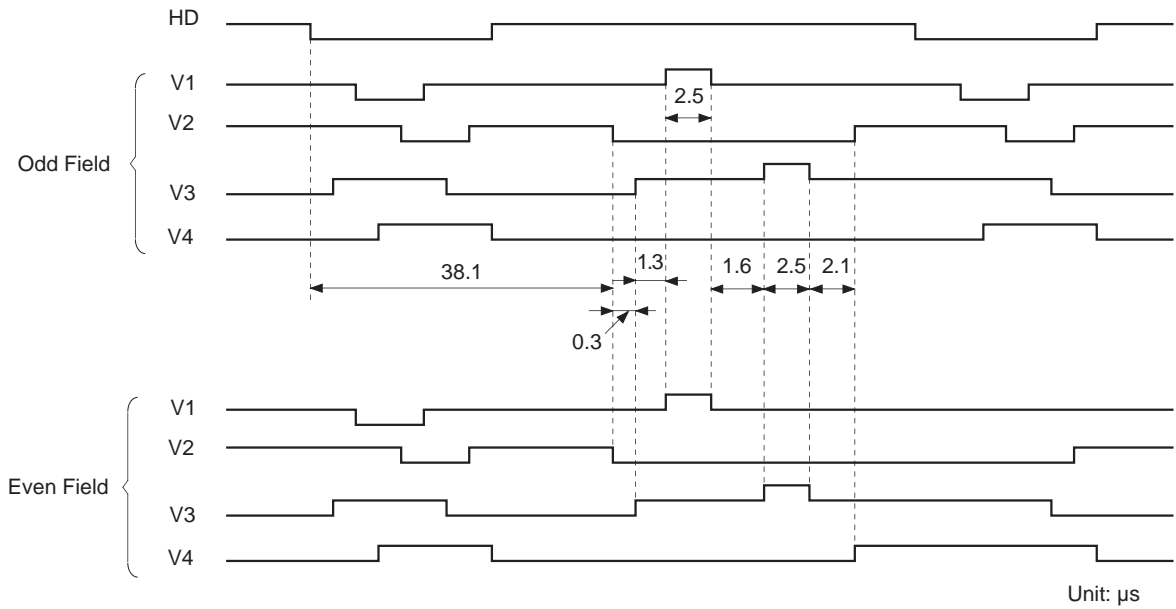 HD
V1
2.5
V2
Odd Field
V3
V4
38.1
1.3
1.6
2.5
2.1
0.3
V1
V2
Even Field
V3
V4
Unit: µs